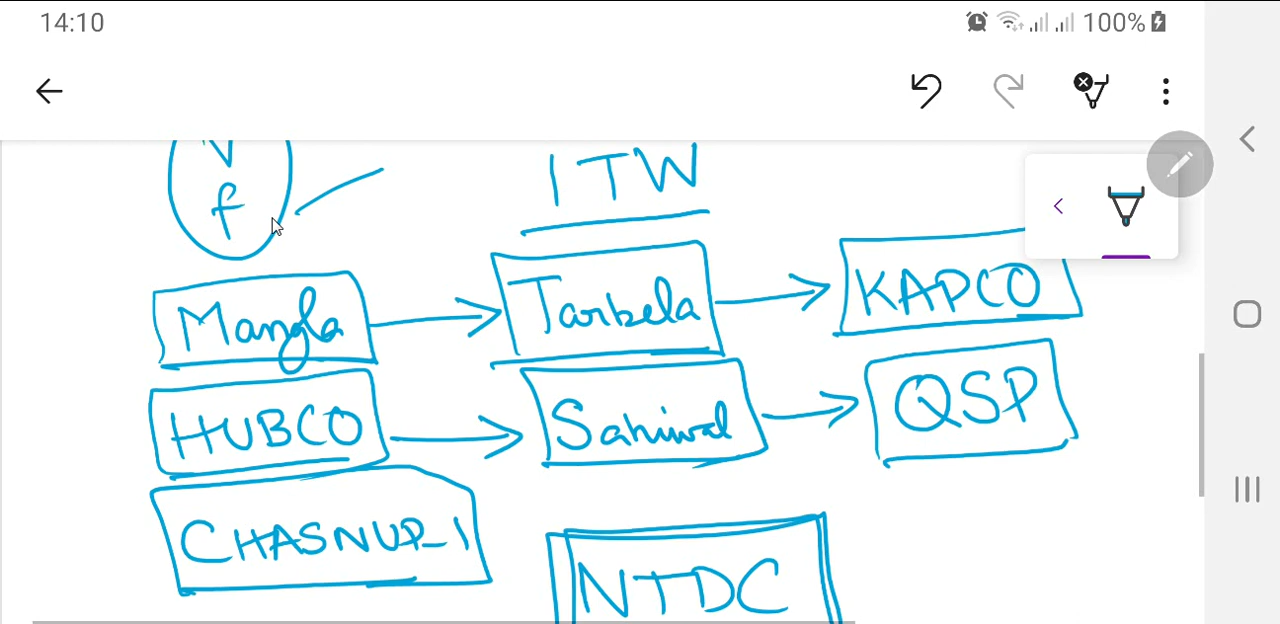 14:10 100%
V
f
ITW
Mangla Tarbela KAPCO
HUBCO Sahiwal QSP
CHASNUP-1
NTDC